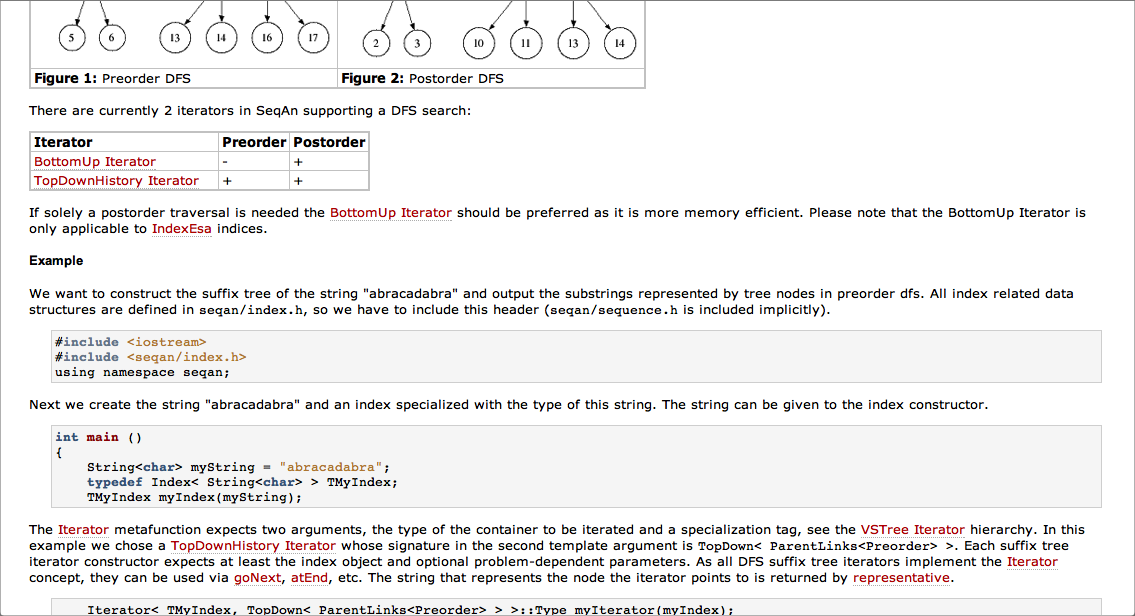 5 6 13 14 16 17 2 3 10 11 13 14
Figure 1: Preorder DFS Figure 2: Postorder DFS
There are currently 2 iterators in SeqAn supporting a DFS search:
Iterator Preorder Postorder
BottomUp Iterator - +
TopDownHistory Iterator + +
If solely a postorder traversal is needed the BottomUp Iterator should be preferred as it is more memory efficient. Please note that the BottomUp Iterator is
only applicable to IndexEsa indices.
Example
We want to construct the suffix tree of the string "abracadabra" and output the substrings represented by tree nodes in preorder dfs. All index related data
structures are defined in seqan/index.h, so we have to include this header (seqan/sequence.h is included implicitly).
#include <iostream>
#include <seqan/index.h>
using namespace seqan;
Next we create the string "abracadabra" and an index specialized with the type of this string. The string can be given to the index constructor.
int main ()
{
String<char> myString = "abracadabra";
typedef Index< String<char> > TMyIndex;
TMyIndex myIndex(myString);
The Iterator metafunction expects two arguments, the type of the container to be iterated and a specialization tag, see the VSTree Iterator hierarchy. In this
example we chose a TopDownHistory Iterator whose signature in the second template argument is TopDown< ParentLinks<Preorder> >. Each suffix tree
iterator constructor expects at least the index object and optional problem-dependent parameters. As all DFS suffix tree iterators implement the Iterator
concept, they can be used via goNext, atEnd, etc. The string that represents the node the iterator points to is returned by representative.
Iterator< TMyIndex, TopDown< ParentLinks<Preorder> > >::Type myIterator(myIndex);